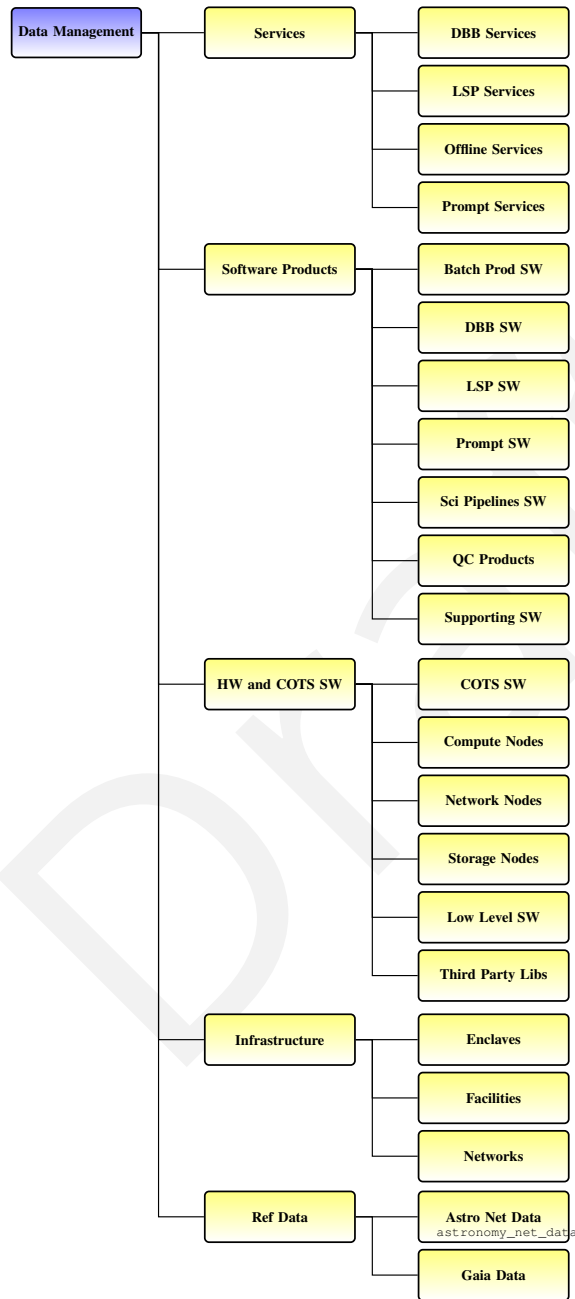 Data Management
Services
DBB Services
LSP Services
Offline Services
Prompt Services
Software Products
Batch Prod SW
DBB SW
LSP SW
Prompt SW
Sci Pipelines SW
QC Products
Supporting SW
HW and COTS SW
COTS SW
Compute Nodes
Network Nodes
Storage Nodes
Low Level SW
Third Party Libs
Infrastructure
Enclaves
Facilities
Networks
Ref Data
Astro Net Data
astronomy_net_data
Gaia Data
Draf